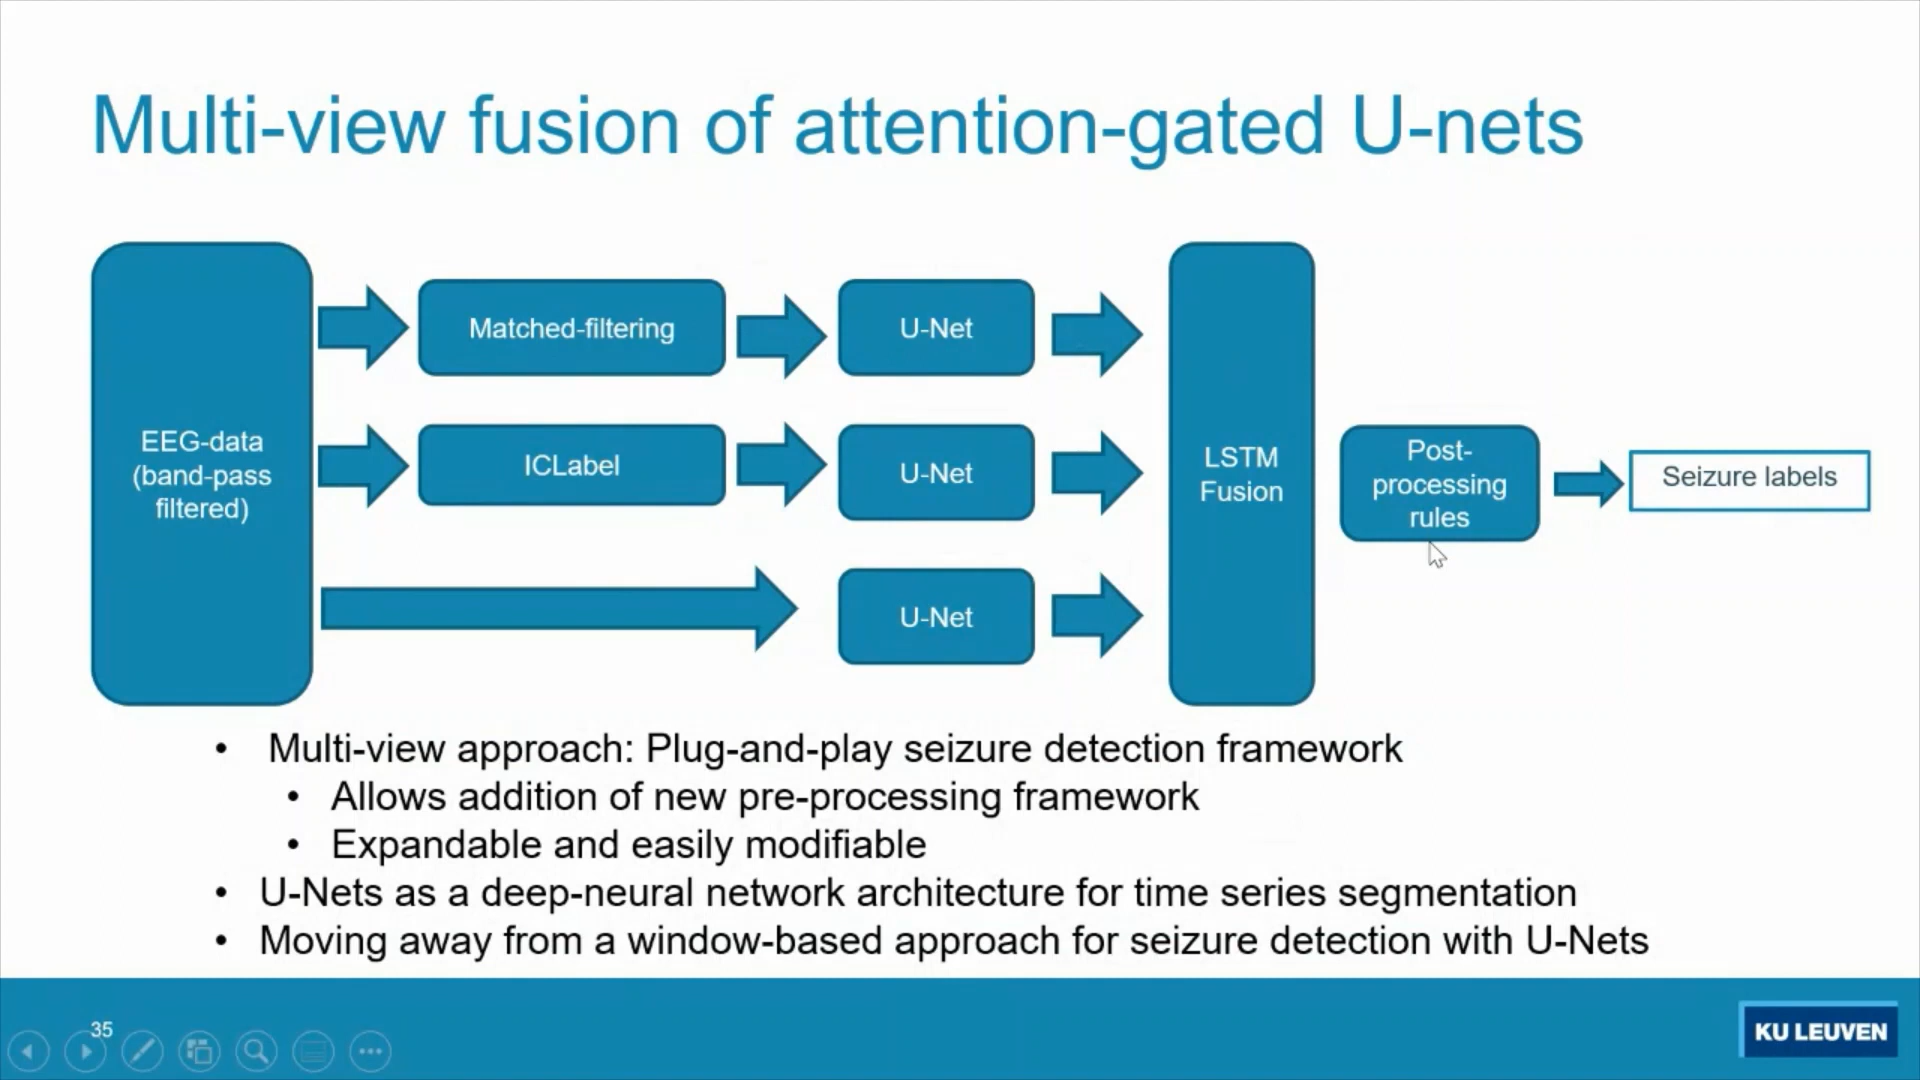 Multi-view fusion of attention-gated U-nets
EEG-data
(band-pass
filtered)
Matched-filtering
U-Net
ICLabel
U-Net
U-Net
LSTM
Fusion
Post-
processing
rules
Seizure labels
• Multi-view approach: Plug-and-play seizure detection framework
• Allows addition of new pre-processing framework
• Expandable and easily modifiable
• U-Nets as a deep-neural network architecture for time series segmentation
• Moving away from a window-based approach for seizure detection with U-Nets
35
KU LEUVEN